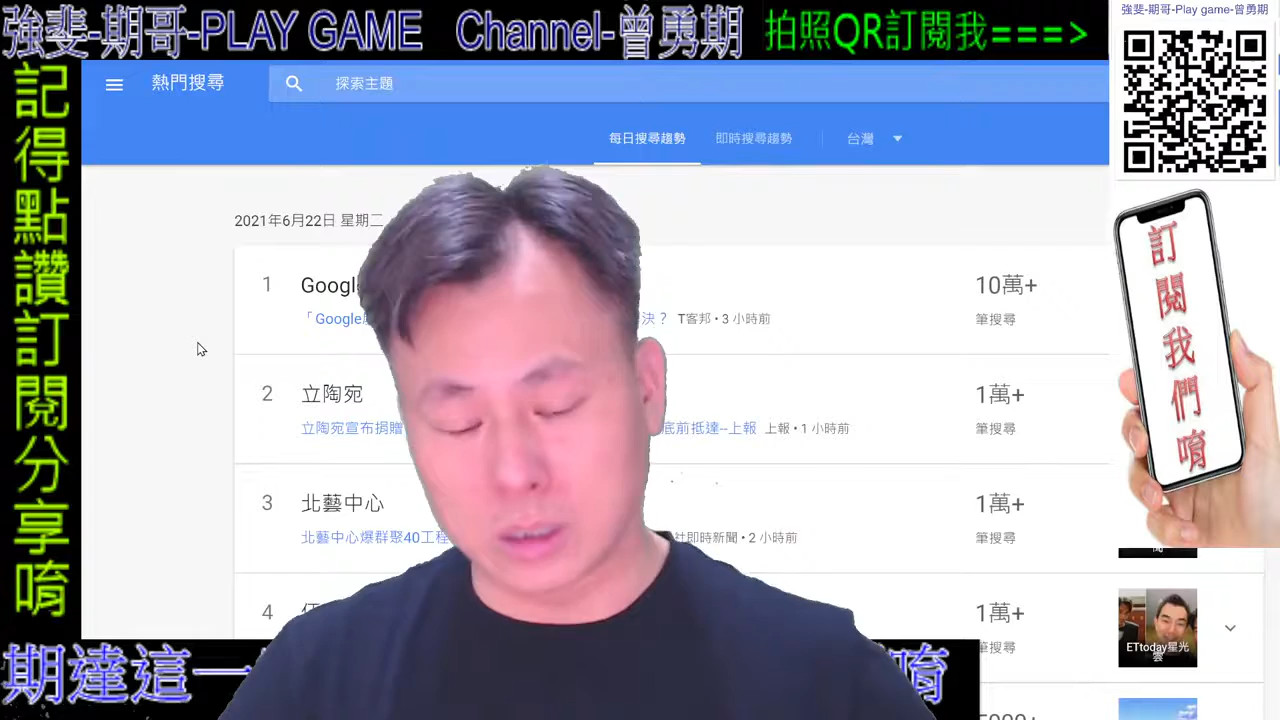 強斐-期哥-PLAY GAME Channel-曾勇期
拍照QR訂閱我===>
強斐-期哥-Play game-曾勇期
記得點讚訂閱分享唷
熱門搜尋
探索主題
每日搜尋趨勢
即時搜尋趨勢
台灣
2021年6月22日 星期二
1
Googl
10萬+
「Google
決？ T客邦 • 3 小時前
筆搜尋
2
立陶宛
1萬+
立陶宛宣布捐贈
底前抵達--上報 上報 • 1 小時前
筆搜尋
3
北藝中心
1萬+
北藝中心爆群聚40工程
社即時新聞 • 2 小時前
筆搜尋
4
1萬+
筆搜尋
ETtoday星光
雲
5000+
訂閱我們唷
期達這一
唷